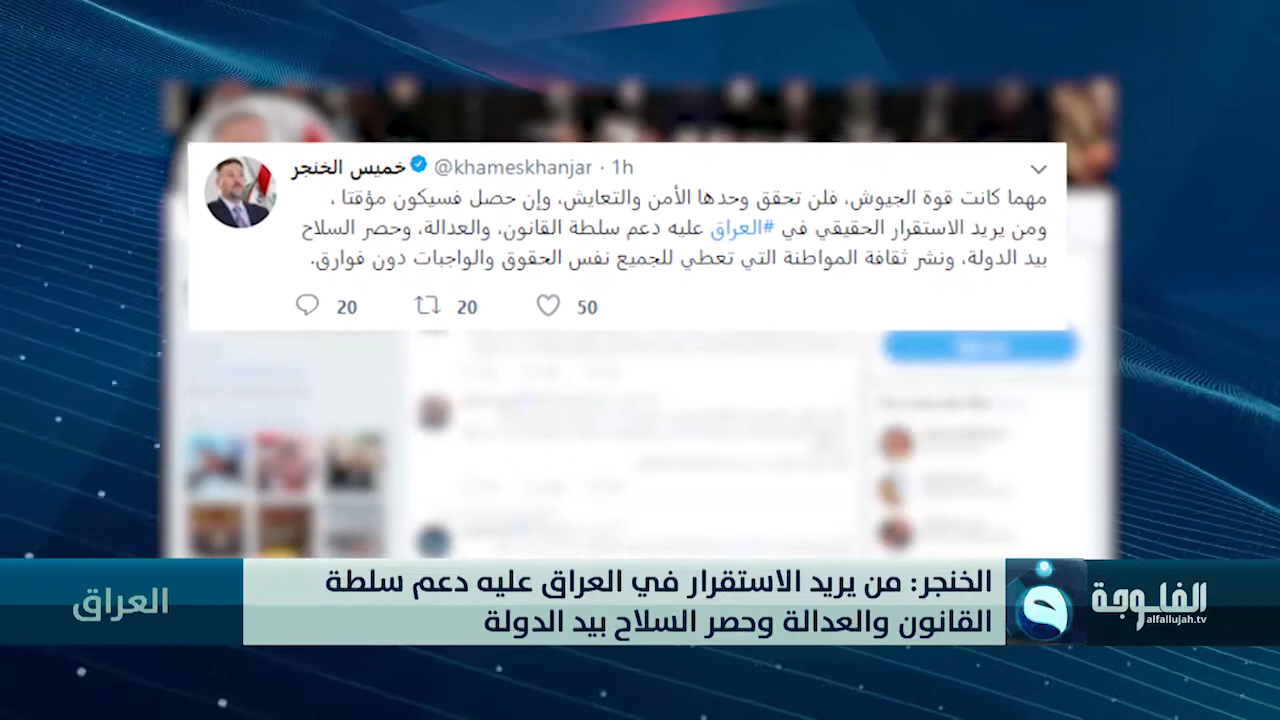 خميس الخنجر @khameskhanjar · 1h
مهما كانت قوة الجيوش، فلن تحقق وحدها الأمن والتعايش، وإن حصل فسيكون مؤقتا ،
ومن يريد الاستقرار الحقيقي في #العراق عليه دعم سلطة القانون، والعدالة، وحصر السلاح
بيد الدولة، ونشر ثقافة المواطنة التي تعطي للجميع نفس الحقوق والواجبات دون فوارق.
20 20 50
الخنجر: من يريد الاستقرار في العراق عليه دعم سلطة
القانون والعدالة وحصر السلاح بيد الدولة
العراق
الفلوجة
alfallujah.tv